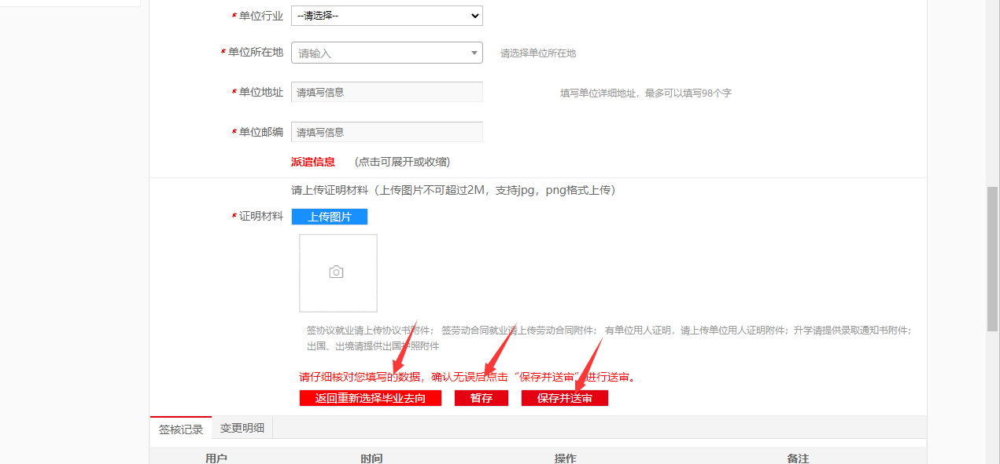 * 单位行业 --请选择--
* 单位所在地 请输入 请选择单位所在地
* 单位地址 请填写信息 填写单位详细地址，最多可以填写98个字
* 单位邮编 请填写信息
派遣信息 (点击可展开或收缩)
请上传证明材料（上传图片不可超过2M，支持jpg，png格式上传）
* 证明材料 上传图片
签协议就业请上传协议书附件； 签劳动合同就业请上传劳动合同附件； 有单位用人证明，请上传单位用人证明附件；升学请提供录取通知书附件；
出国、出境请提供出国护照附件
请仔细核对您填写的数据，确认无误后点击“保存并送审”进行送审。
返回重新选择毕业去向 暂存 保存并送审
签核记录 变更明细
用户 时间 操作 备注